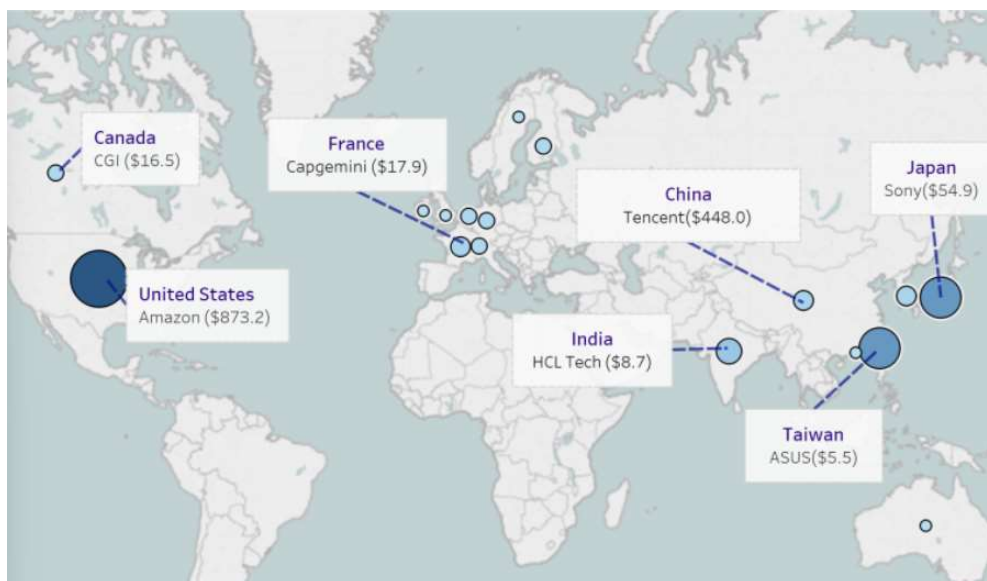 Canada
CGI ($16.5)
France
Capgemini ($17.9)
Japan
Sony($54.9)
China
Tencent($448.0)
United States
Amazon ($873.2)
India
HCL Tech ($8.7)
Taiwan
ASUS($5.5)